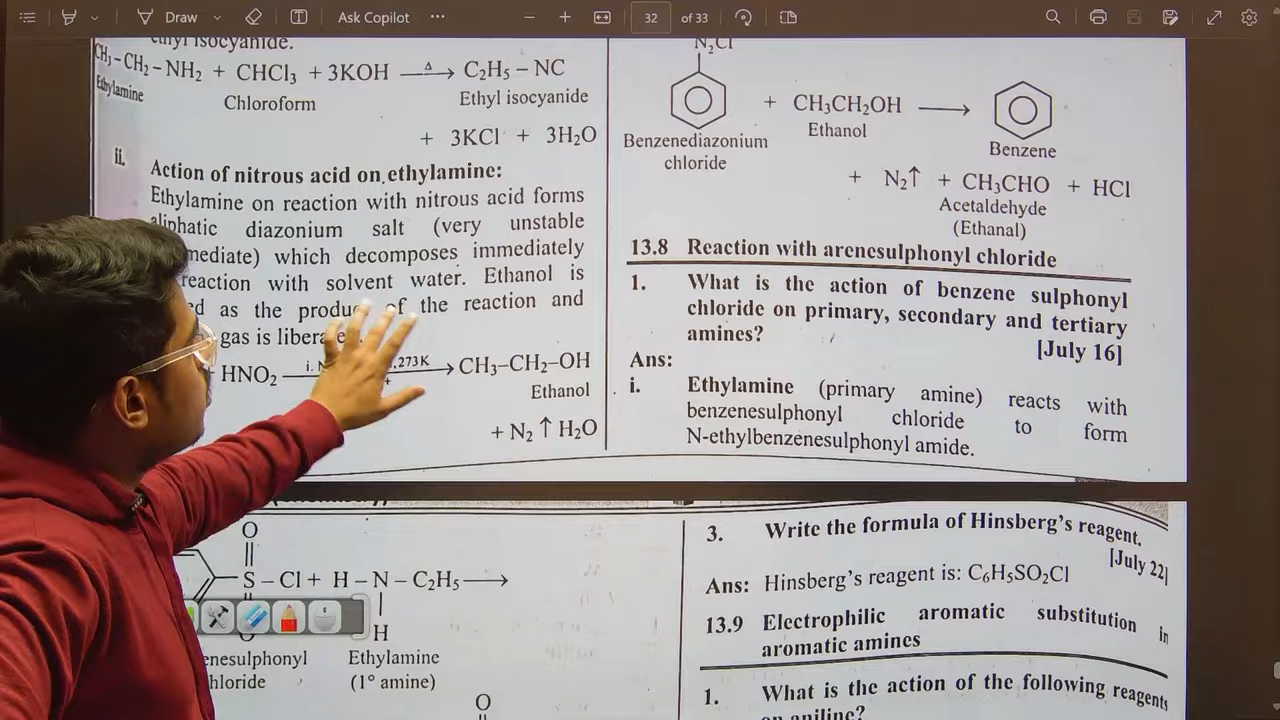 Draw
Ask Copilot
32 of 33
ethyl isocyanide.
CH₃–CH₂–NH₂ + CHCl₃ + 3KOH —Δ→ C₂H₅–NC
Ethylamine Chloroform Ethyl isocyanide
+ 3KCl + 3H₂O
ii. Action of nitrous acid on ethylamine:
Ethylamine on reaction with nitrous acid forms
aliphatic diazonium salt (very unstable
which decomposes immediately
reaction with solvent water. Ethanol is
as the product of the reaction and
gas is
HNO₂ i. 273K → CH₃–CH₂–OH
Ethanol
+ N₂ ↑ H₂O
N₂Cl
+ CH₃CH₂OH →
Benzenediazonium Ethanol Benzene
chloride
+ N₂↑ + CH₃CHO + HCl
Acetaldehyde
(Ethanal)
13.8 Reaction with arenesulphonyl chloride
1. What is the action of benzene sulphonyl
chloride on primary, secondary and tertiary
amines?
[July 16]
Ans:
i. Ethylamine (primary amine) reacts with
benzenesulphonyl chloride to form
N-ethylbenzenesulphonyl amide.
O
S – Cl + H – N – C₂H₅ →
H
Ethylamine
(1° amine)
O
3. Write the formula of Hinsberg's reagent.
[July 22]
Ans: Hinsberg's reagent is: C₆H₅SO₂Cl
13.9 Electrophilic aromatic substitution in
aromatic amines
1. What is the action of the following reagents
on aniline?